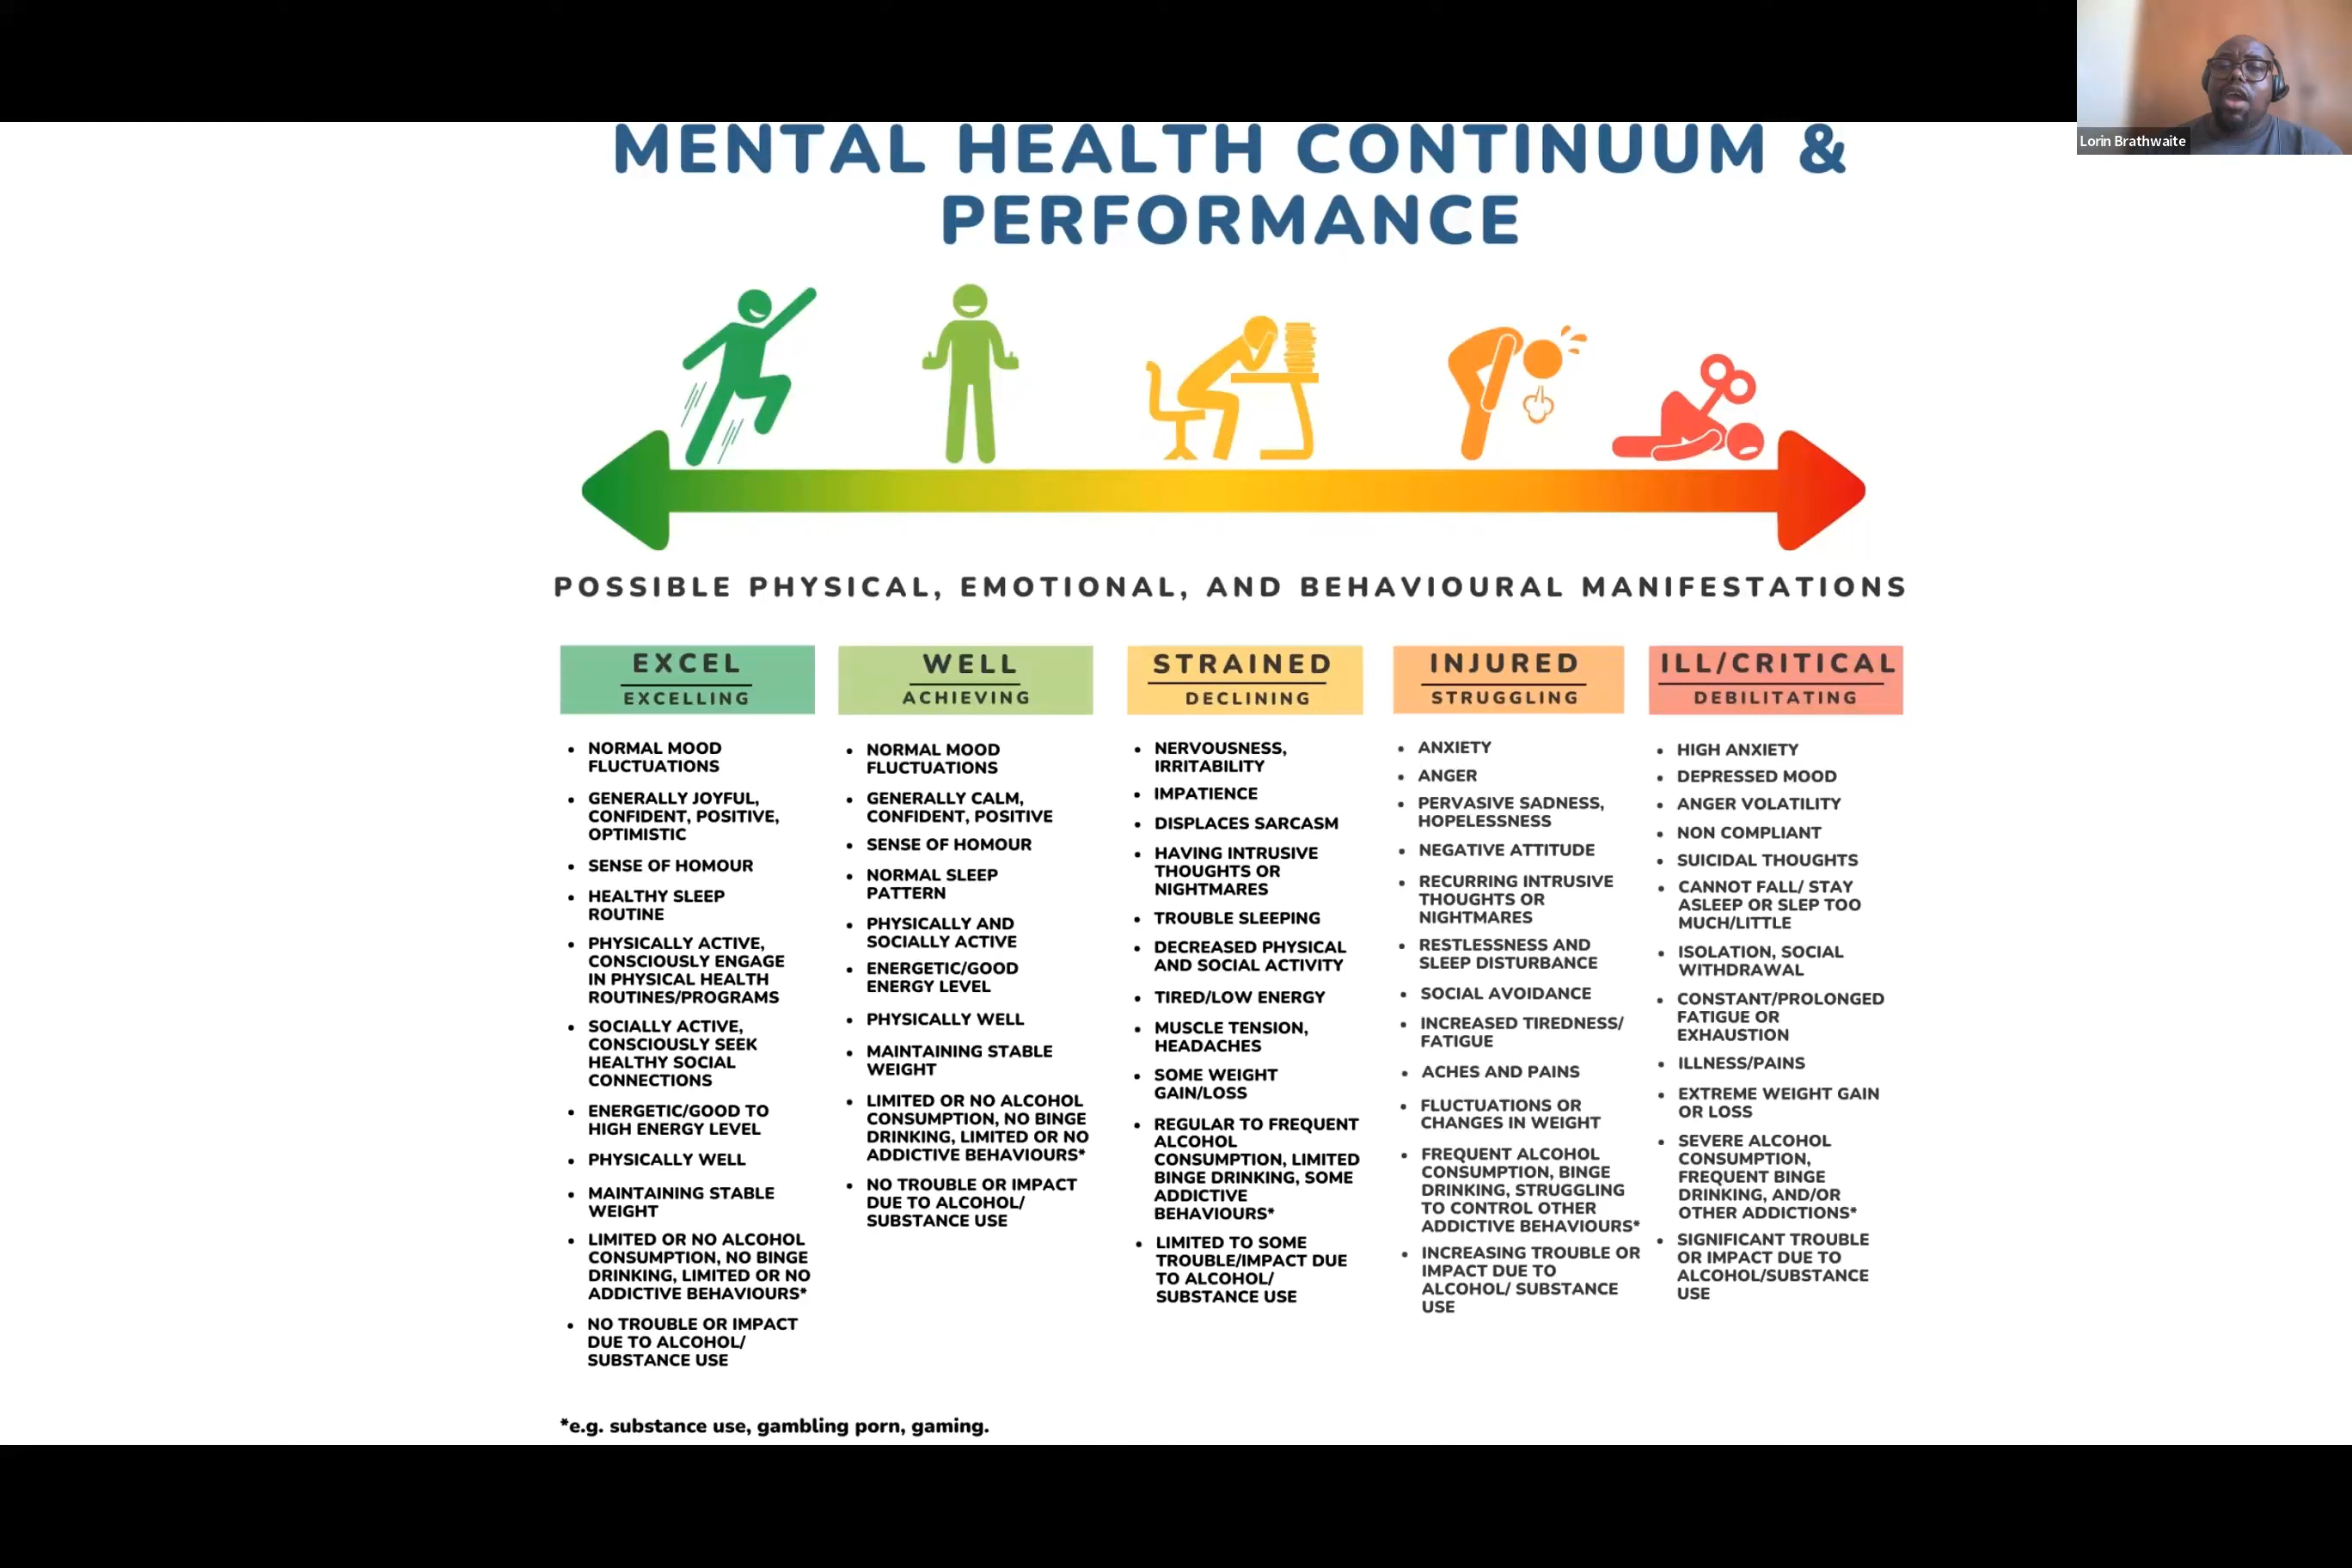 MENTAL HEALTH CONTINUUM &
PERFORMANCE
Lorin Brathwaite
POSSIBLE PHYSICAL, EMOTIONAL, AND BEHAVIOURAL MANIFESTATIONS
EXCEL
EXCELLING
• NORMAL MOOD
FLUCTUATIONS
• GENERALLY JOYFUL,
CONFIDENT, POSITIVE,
OPTIMISTIC
• SENSE OF HOMOUR
• HEALTHY SLEEP
ROUTINE
• PHYSICALLY ACTIVE,
CONSCIOUSLY ENGAGE
IN PHYSICAL HEALTH
ROUTINES/PROGRAMS
• SOCIALLY ACTIVE,
CONSCIOUSLY SEEK
HEALTHY SOCIAL
CONNECTIONS
• ENERGETIC/GOOD TO
HIGH ENERGY LEVEL
• PHYSICALLY WELL
• MAINTAINING STABLE
WEIGHT
• LIMITED OR NO ALCOHOL
CONSUMPTION, NO BINGE
DRINKING, LIMITED OR NO
ADDICTIVE BEHAVIOURS*
• NO TROUBLE OR IMPACT
DUE TO ALCOHOL/
SUBSTANCE USE
WELL
ACHIEVING
• NORMAL MOOD
FLUCTUATIONS
• GENERALLY CALM,
CONFIDENT, POSITIVE
• SENSE OF HOMOUR
• NORMAL SLEEP
PATTERN
• PHYSICALLY AND
SOCIALLY ACTIVE
• ENERGETIC/GOOD
ENERGY LEVEL
• PHYSICALLY WELL
• MAINTAINING STABLE
WEIGHT
• LIMITED OR NO ALCOHOL
CONSUMPTION, NO BINGE
DRINKING, LIMITED OR NO
ADDICTIVE BEHAVIOURS*
• NO TROUBLE OR IMPACT
DUE TO ALCOHOL/
SUBSTANCE USE
STRAINED
DECLINING
• NERVOUSNESS,
IRRITABILITY
• IMPATIENCE
• DISPLACES SARCASM
• HAVING INTRUSIVE
THOUGHTS OR
NIGHTMARES
• TROUBLE SLEEPING
• DECREASED PHYSICAL
AND SOCIAL ACTIVITY
• TIRED/LOW ENERGY
• MUSCLE TENSION,
HEADACHES
• SOME WEIGHT
GAIN/LOSS
• REGULAR TO FREQUENT
ALCOHOL
CONSUMPTION, LIMITED
BINGE DRINKING, SOME
ADDICTIVE
BEHAVIOURS*
• LIMITED TO SOME
TROUBLE/IMPACT DUE
TO ALCOHOL/
SUBSTANCE USE
INJURED
STRUGGLING
• ANXIETY
• ANGER
• PERVASIVE SADNESS,
HOPELESSNESS
• NEGATIVE ATTITUDE
• RECURRING INTRUSIVE
THOUGHTS OR
NIGHTMARES
• RESTLESSNESS AND
SLEEP DISTURBANCE
• SOCIAL AVOIDANCE
• INCREASED TIREDNESS/
FATIGUE
• ACHES AND PAINS
• FLUCTUATIONS OR
CHANGES IN WEIGHT
• FREQUENT ALCOHOL
CONSUMPTION, BINGE
DRINKING, STRUGGLING
TO CONTROL OTHER
ADDICTIVE BEHAVIOURS*
• INCREASING TROUBLE OR
IMPACT DUE TO
ALCOHOL/ SUBSTANCE
USE
ILL/CRITICAL
DEBILITATING
• HIGH ANXIETY
• DEPRESSED MOOD
• ANGER VOLATILITY
• NON COMPLIANT
• SUICIDAL THOUGHTS
• CANNOT FALL/ STAY
ASLEEP OR SLEP TOO
MUCH/LITTLE
• ISOLATION, SOCIAL
WITHDRAWAL
• CONSTANT/PROLONGED
FATIGUE OR
EXHAUSTION
• ILLNESS/PAINS
• EXTREME WEIGHT GAIN
OR LOSS
• SEVERE ALCOHOL
CONSUMPTION,
FREQUENT BINGE
DRINKING, AND/OR
OTHER ADDICTIONS*
• SIGNIFICANT TROUBLE
OR IMPACT DUE TO
ALCOHOL/SUBSTANCE
USE
*e.g. substance use, gambling porn, gaming.